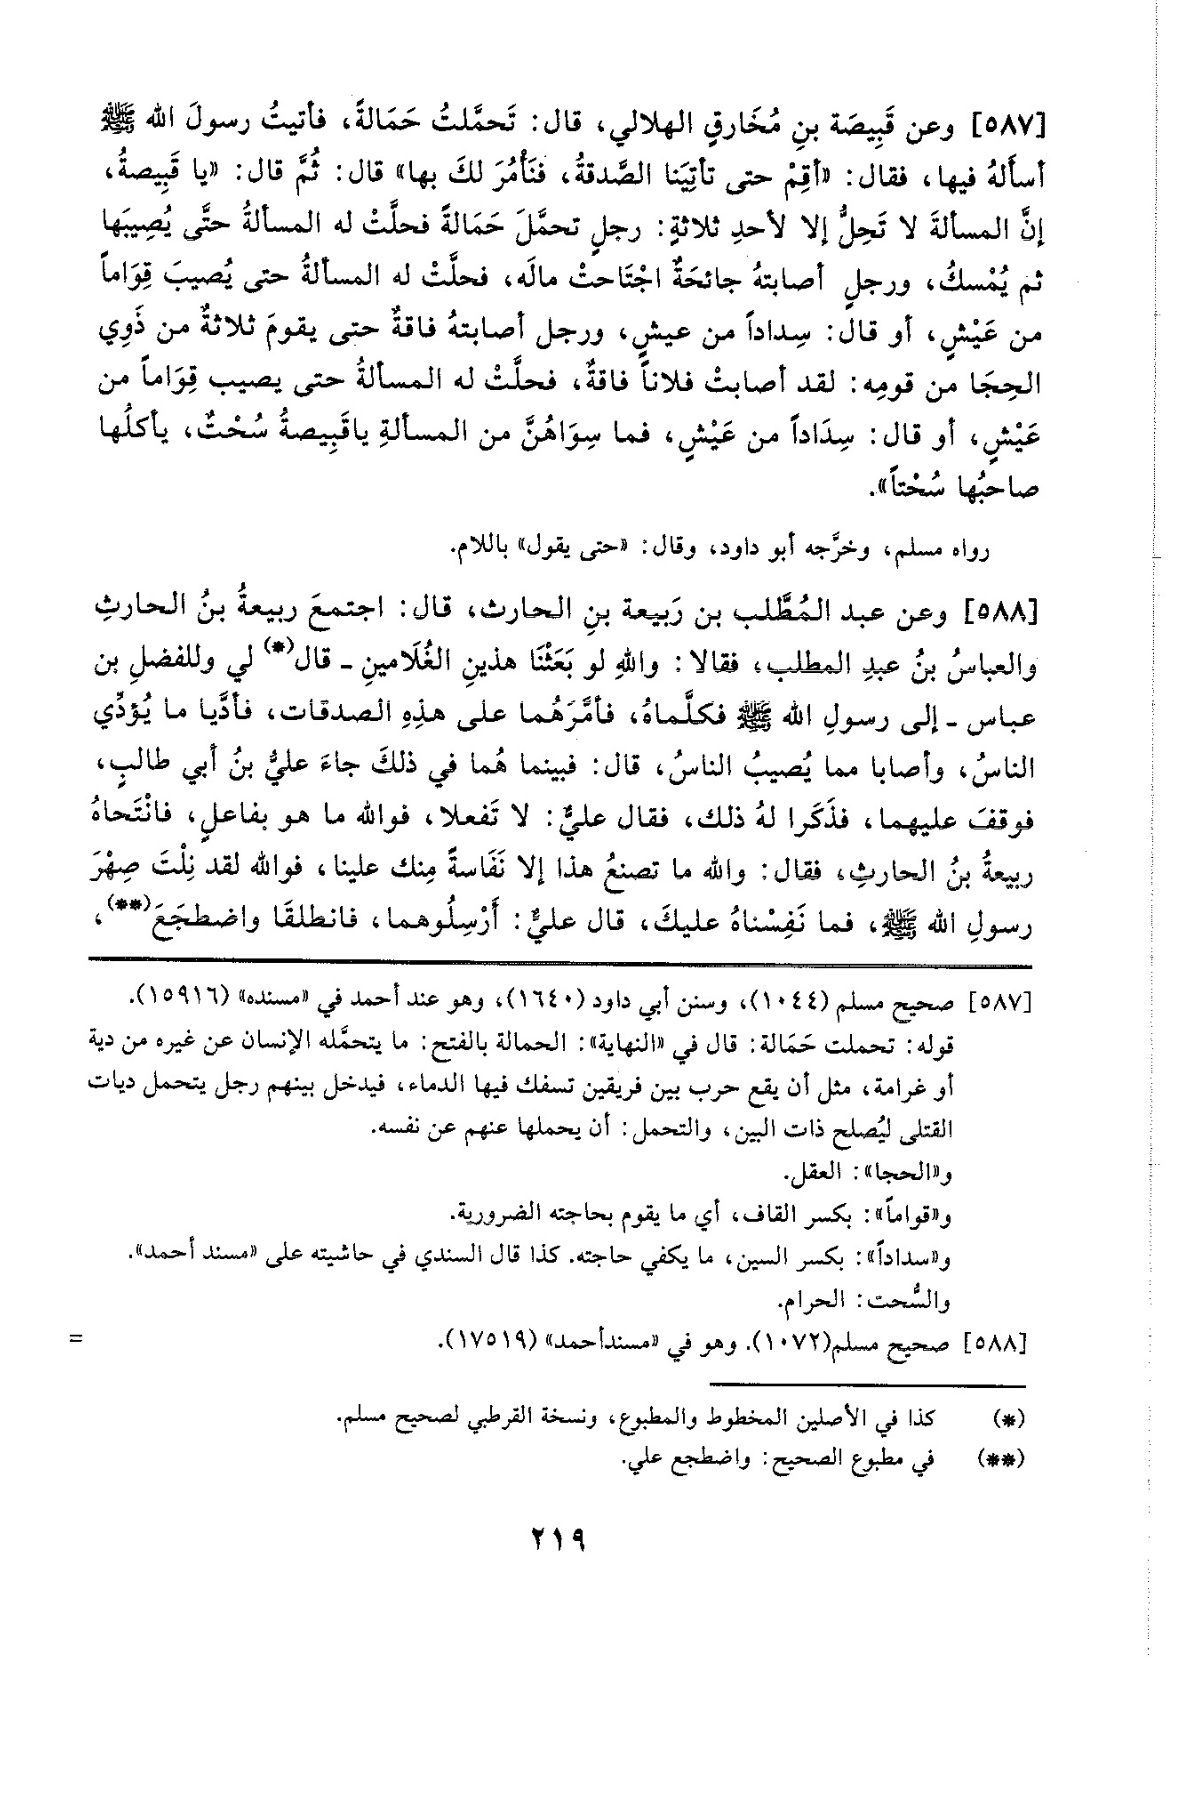 [٥٨٧] وعن قَبِيصَة بنِ مُخَارقٍ الهلالي، قال: تَحمَّلتُ حَمَالةً، فأتيتُ رسولَ الله ﷺ
أسأَلهُ فيها، فقال: «أقِمْ حتى تأتِيَنا الصَّدقةُ، فَنَأْمُرَ لكَ بها» قال: ثُمَّ قال: «يا قَبِيصةُ،
إنَّ المسألةَ لا تَحِلُّ إلا لأحدِ ثلاثةٍ: رجلٍ تحمَّلَ حَمَالةً فحلَّتْ له المسألةُ حتَّى يُصِيبَها
ثم يُمْسكُ، ورجلٍ أصابتهُ جائحَةٌ اجْتَاحتْ مالَه، فحلَّتْ له المسألةُ حتى يُصيبَ قِوَاماً
من عَيْشٍ، أو قال: سِداداً من عيشٍ، ورجل أصابتهُ فاقةٌ حتى يقومَ ثلاثةٌ من ذَوِي
الحِجَا من قومِه: لقد أصابتْ فلاناً فاقةٌ، فحلَّتْ له المسألةُ حتى يصيب قِوَاماً من
عَيْشٍ، أو قال: سِدَاداً من عَيْشٍ، فما سِوَاهُنَّ من المسألةِ ياقَبِيصةُ سُحْتٌ، يأكلُها
صاحبُها سُحْتاً».
رواه مسلم، وخرَّجه أبو داود، وقال: «حتى يقول» باللام.
[٥٨٨] وعن عبد المُطَّلب بن رَبيعة بنِ الحارث، قال: اجتمعَ ربيعةُ بنُ الحارثِ
والعباسُ بنُ عبدِ المطلب، فقالا: واللهِ لو بَعَثْنَا هذينِ الغُلَامينِ ـ قال(*) لي وللفضلِ بن
عباس ـ إلى رسولِ الله ﷺ فكلَّماهُ، فأمَّرَهُما على هذِهِ الصدقات، فأدَّيا ما يُؤدِّي
الناسُ، وأصابا مما يُصيبُ الناسُ، قال: فبينما هُما في ذلكَ جاءَ عليُّ بنُ أبي طالبٍ،
فوقفَ عليهما، فذَكَرا لهُ ذلك، فقال عليٌّ: لا تَفعلا، فوالله ما هو بفاعلٍ، فانْتَحاهُ
ربيعةُ بنُ الحارثِ، فقال: والله ما تصنعُ هذا إلا نَفَاسةً مِنك علينا، فوالله لقد نِلْتَ صِهْرَ
رسولِ الله ﷺ، فما نَفِسْناهُ عليكَ، قال عليٌّ: أَرْسِلُوهما، فانطلقَا واضطجَعَ(**)،
[٥٨٧] صحيح مسلم (١٠٤٤)، وسنن أبي داود (١٦٤٠)، وهو عند أحمد في «مسنده» (١٥٩١٦).
قوله: تحملت حَمَالة: قال في «النهاية»: الحمالة بالفتح: ما يتحمَّله الإنسان عن غيره من دية
أو غرامة، مثل أن يقع حرب بين فريقين تسفك فيها الدماء، فيدخل بينهم رجل يتحمل ديات
القتلى ليُصلح ذات البين، والتحمل: أن يحملها عنهم عن نفسه.
و«الحجا»: العقل.
و«قواماً»: بكسر القاف، أي ما يقوم بحاجته الضرورية.
و«سداداً»: بكسر السين، ما يكفي حاجته. كذا قال السندي في حاشيته على «مسند أحمد».
والسُّحت: الحرام.
[٥٨٨] صحيح مسلم(١٠٧٢). وهو في «مسندأحمد» (١٧٥١٩). =
(*) كذا في الأصلين المخطوط والمطبوع، ونسخة القرطبي لصحيح مسلم.
(**) في مطبوع الصحيح: واضطجع علي.
٢١٩